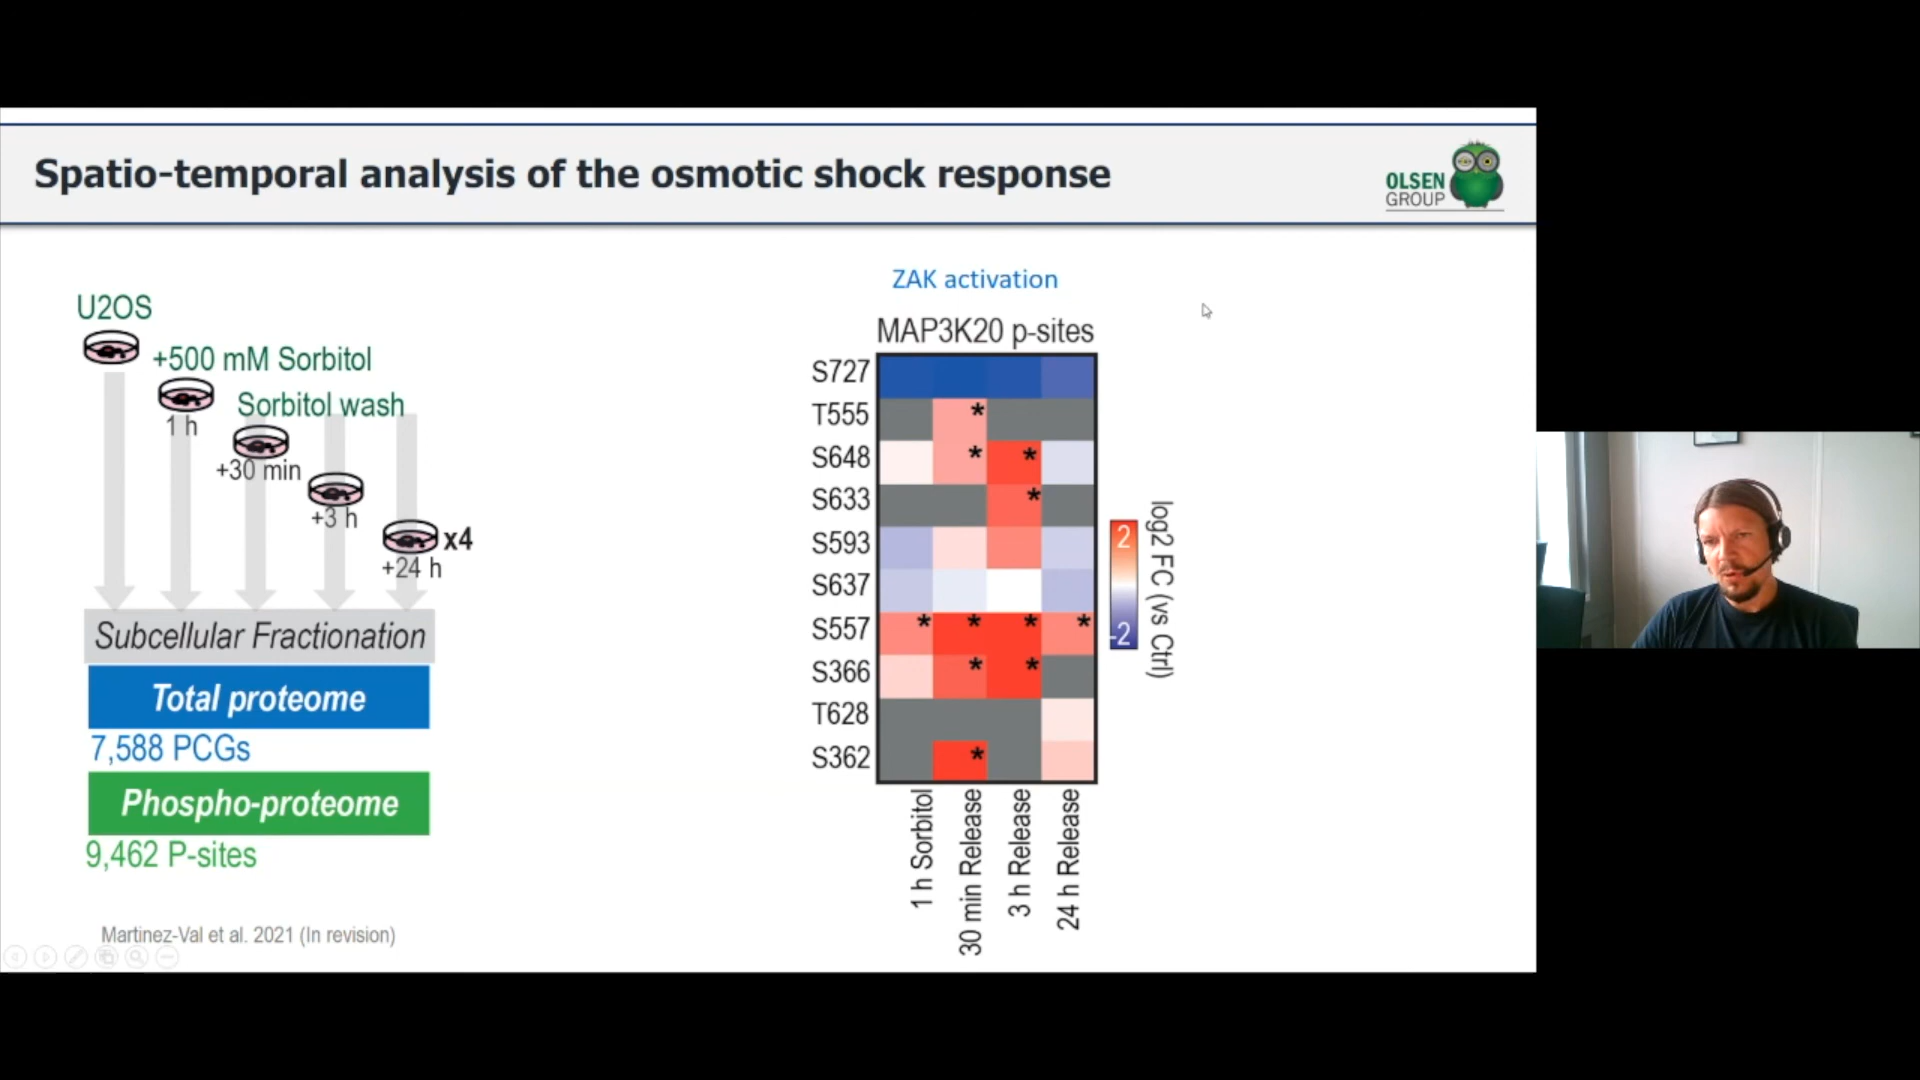 Spatio-temporal analysis of the osmotic shock response
OLSEN
GROUP
U2OS
+500 mM Sorbitol
1 h
Sorbitol wash
+30 min
+3 h
x4
+24 h
Subcellular Fractionation
Total proteome
7,588 PCGs
Phospho-proteome
9,462 P-sites
Martinez-Val et al. 2021 (In revision)
ZAK activation
MAP3K20 p-sites
S727
T555 *
S648 * *
S633 *
S593
S637
S557 * * * *
S366 * *
T628
S362 *
1 h Sorbitol
30 min Release
3 h Release
24 h Release
2
-2
log2 FC (vs Ctrl)